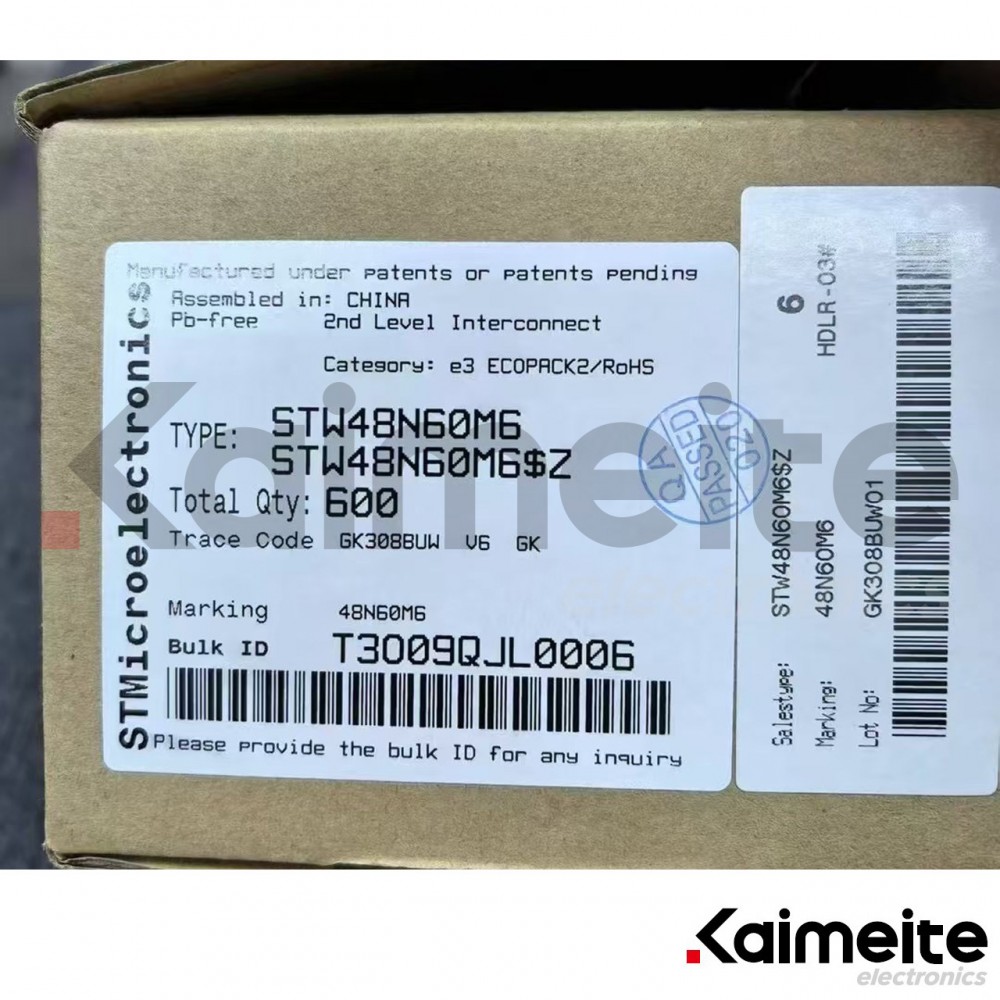 Manufactured under patents or patents pending
Assembled in: CHINA
Pb-free 2nd Level Interconnect
Category: e3 ECOPACK2/RoHS
TYPE: STW48N60M6
STW48N60M6$Z
Total Qty: 600
Trace Code GK308BUW V6 GK
Marking 48N60M6
Bulk ID T3009QJL0006
Please provide the bulk ID for any inquiry
STMicroelectronics
QA PASSED
PASSED 020
6
HDLR-03#
Salestype: STW48N60M6$Z
Marking: 48N60M6
Lot No: GK308BUW01
Kaimeite
Kaimeite
electronics